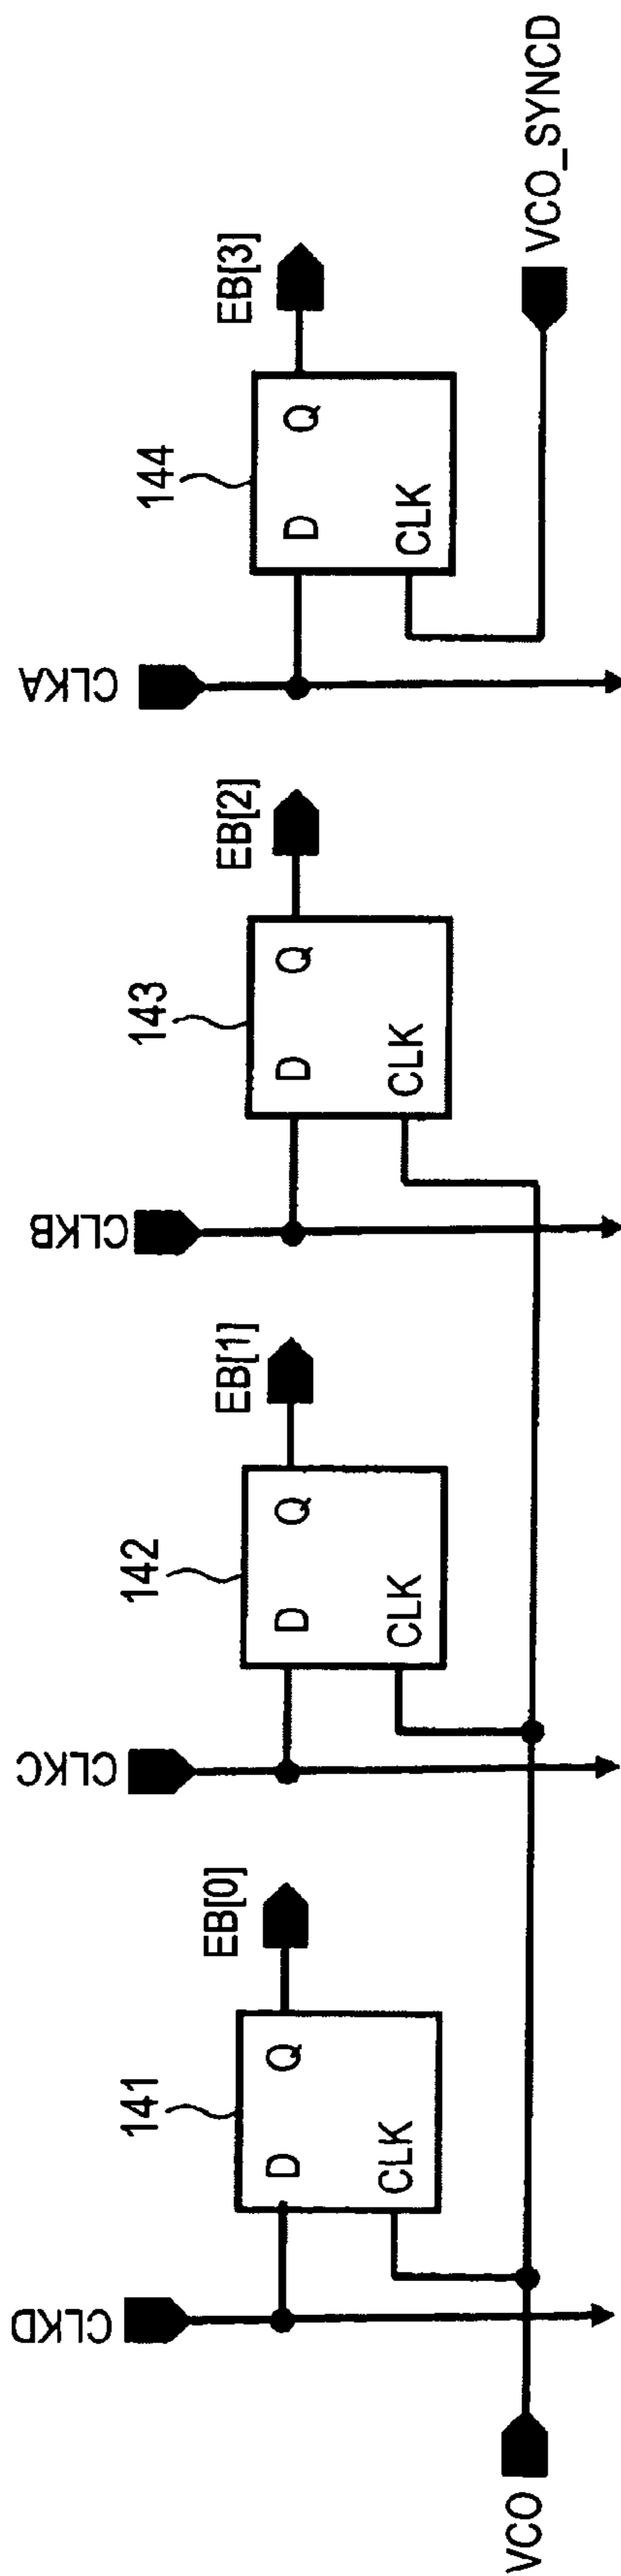 CLKD
141
EB[0]
D
Q
CLK
CLKC
142
EB[1]
D
Q
CLK
CLKB
143
EB[2]
D
Q
CLK
CLKA
144
EB[3]
D
Q
CLK
VCO
VCO_SYNCD